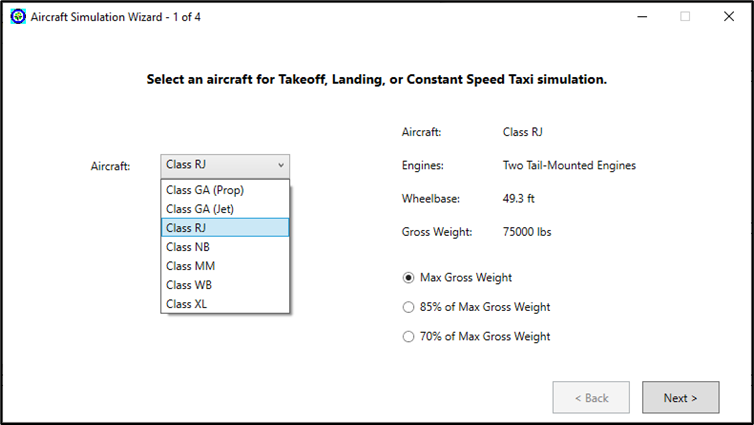 Aircraft Simulation Wizard - 1 of 4
Select an aircraft for Takeoff, Landing, or Constant Speed Taxi simulation.
Aircraft: Class RJ
Class GA (Prop)
Class GA (Jet)
Class RJ
Class NB
Class MM
Class WB
Class XL
Aircraft: Class RJ
Engines: Two Tail-Mounted Engines
Wheelbase: 49.3 ft
Gross Weight: 75000 lbs
Max Gross Weight
85% of Max Gross Weight
70% of Max Gross Weight
< Back
Next >